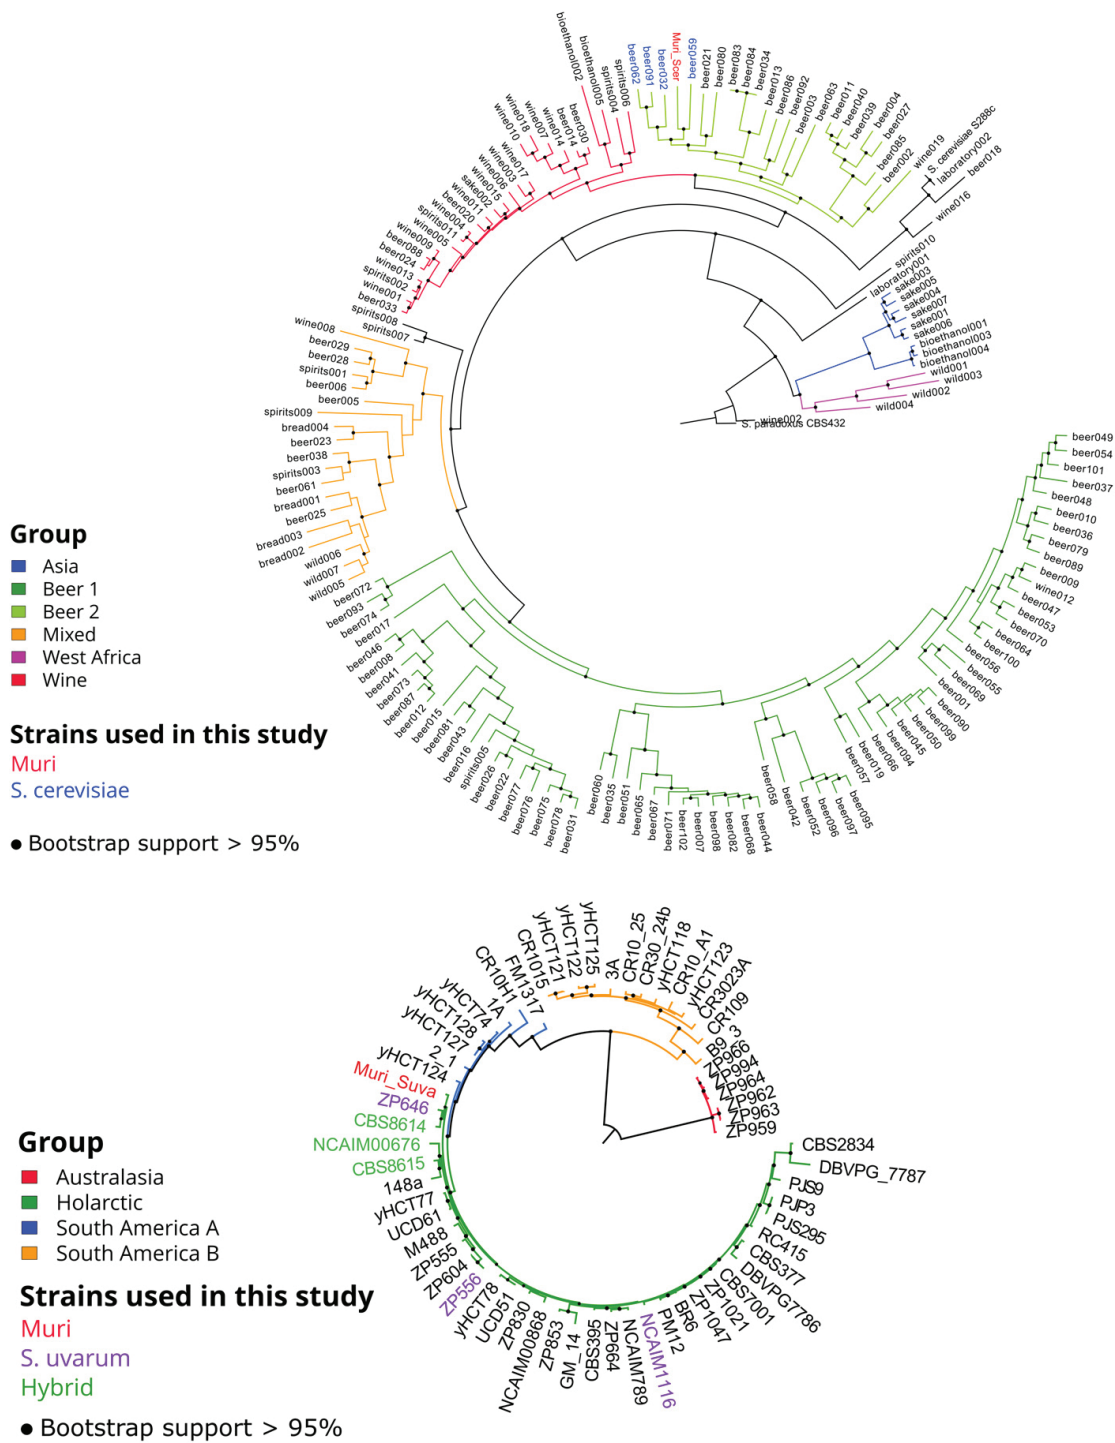 bioethanol002
bioethanol005
spirits004
spirits006
beer062
beer091
beer032
Muri_Scer
beer059
beer021
beer080
beer083
beer084
beer034
beer013
beer086
beer092
beer003
beer063
beer011
beer040
beer039
beer004
beer027
beer085
beer002
wine019
S. cerevisiae S288c
laboratory002
beer018
wine016
spirits010
laboratory001
sake003
sake005
sake004
sake007
sake001
sake006
bioethanol001
bioethanol003
bioethanol004
wild001
wild003
wild002
wild004
wine002
S. paradoxus CBS432
beer030
beer014
wine014
wine007
wine018
wine010
wine017
wine003
wine006
wine015
sake002
wine011
beer020
wine004
spirits011
wine005
wine009
beer088
beer024
wine013
spirits002
wine001
beer033
spirits008
spirits007
wine008
beer029
beer028
spirits001
beer006
beer005
spirits009
bread004
beer023
beer038
spirits003
beer061
bread001
beer025
bread003
bread002
wild006
wild007
wild005
beer072
beer093
beer074
beer017
beer046
beer008
beer041
beer073
beer087
beer012
beer015
beer081
beer043
beer016
spirits005
beer026
beer022
beer077
beer076
beer075
beer078
beer031
beer060
beer035
beer051
beer065
beer067
beer071
beer102
beer007
beer098
beer082
beer068
beer044
beer058
beer042
beer052
beer096
beer097
beer095
beer057
beer019
beer066
beer094
beer045
beer050
beer099
beer090
beer001
beer069
beer055
beer056
beer100
beer064
beer070
beer053
beer047
wine012
beer009
beer089
beer079
beer036
beer010
beer048
beer037
beer101
beer054
beer049
Group
Asia
Beer 1
Beer 2
Mixed
West Africa
Wine
Strains used in this study
Muri
S. cerevisiae
Bootstrap support > 95%
yHCT125
yHCT122
yHCT121
CR1015
FM1317
CR10H1
1A
yHCT74
yHCT128
yHCT127
2_1
yHCT124
Muri_Suva
ZP646
CBS8614
NCAIM00676
CBS8615
148a
yHCT77
UCD61
M488
ZP555
ZP604
ZP556
yHCT78
UCD51
ZP830
NCAIM00868
ZP853
GM_14
CBS395
ZP664
NCAIM789
NCAIM1116
PM12
BR6
ZP1047
ZP1021
CBS7001
DBVPG7786
CBS377
RC415
PJS295
PJP3
PJS9
DBVPG_7787
CBS2834
ZP959
ZP963
ZP962
ZP964
ZP994
ZP966
B9_3
CR109
CR3023A
yHCT123
CR10_A1
yHCT118
CR30_24b
CR10_25
3A
Group
Australasia
Holarctic
South America A
South America B
Strains used in this study
Muri
S. uvarum
Hybrid
Bootstrap support > 95%